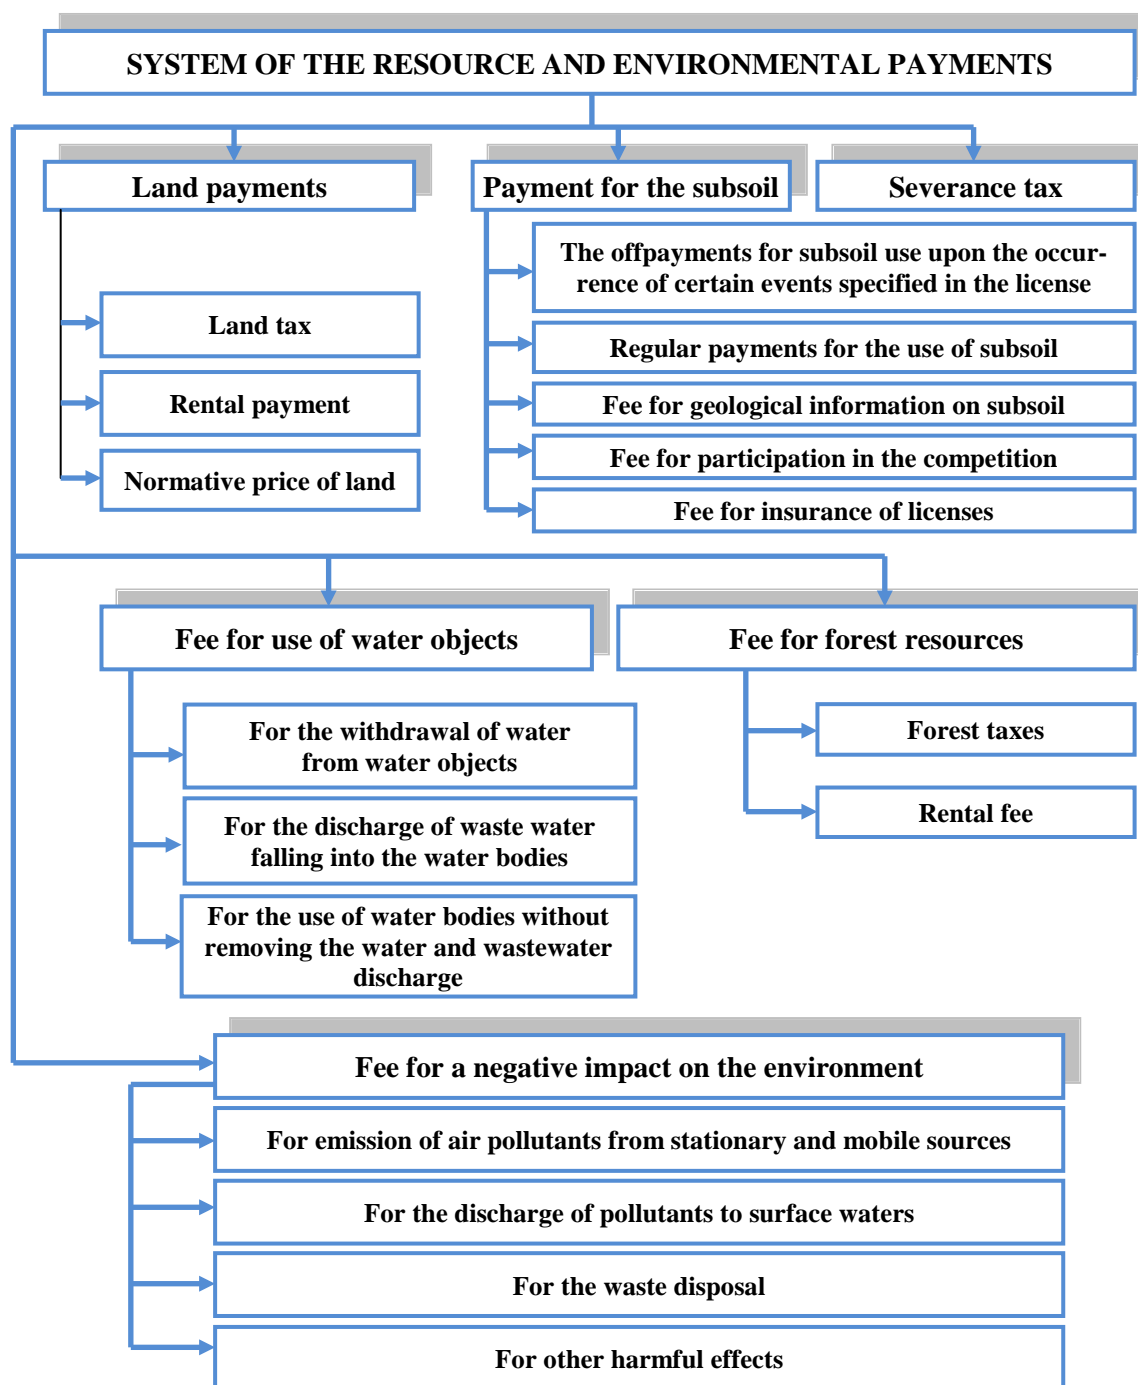 SYSTEM OF THE RESOURCE AND ENVIRONMENTAL PAYMENTS
Land payments
Payment for the subsoil
Severance tax
Land tax
Rental payment
Normative price of land
The offpayments for subsoil use upon the occur-
rence of certain events specified in the license
Regular payments for the use of subsoil
Fee for geological information on subsoil
Fee for participation in the competition
Fee for insurance of licenses
Fee for use of water objects
Fee for forest resources
For the withdrawal of water
from water objects
For the discharge of waste water
falling into the water bodies
For the use of water bodies without
removing the water and wastewater
discharge
Forest taxes
Rental fee
Fee for a negative impact on the environment
For emission of air pollutants from stationary and mobile sources
For the discharge of pollutants to surface waters
For the waste disposal
For other harmful effects